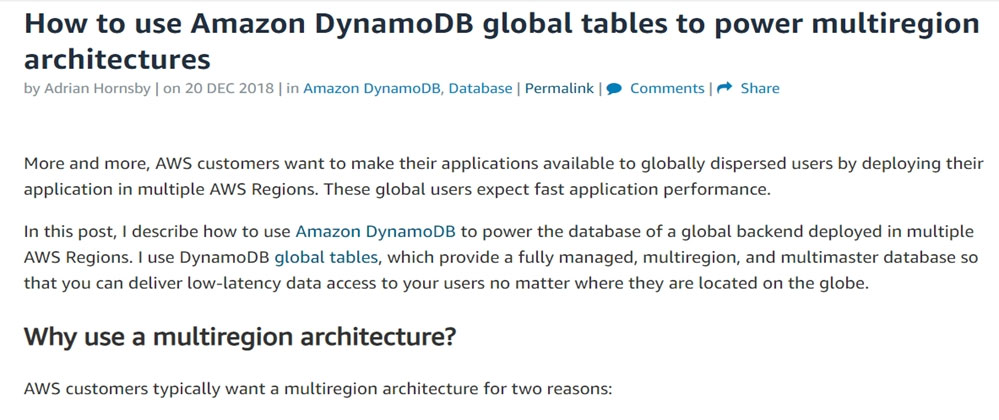 How to use Amazon DynamoDB global tables to power multiregion
architectures
by Adrian Hornsby | on 20 DEC 2018 | in Amazon DynamoDB, Database | Permalink | Comments | Share
More and more, AWS customers want to make their applications available to globally dispersed users by deploying their
application in multiple AWS Regions. These global users expect fast application performance.
In this post, I describe how to use Amazon DynamoDB to power the database of a global backend deployed in multiple
AWS Regions. I use DynamoDB global tables, which provide a fully managed, multiregion, and multimaster database so
that you can deliver low-latency data access to your users no matter where they are located on the globe.
Why use a multiregion architecture?
AWS customers typically want a multiregion architecture for two reasons: